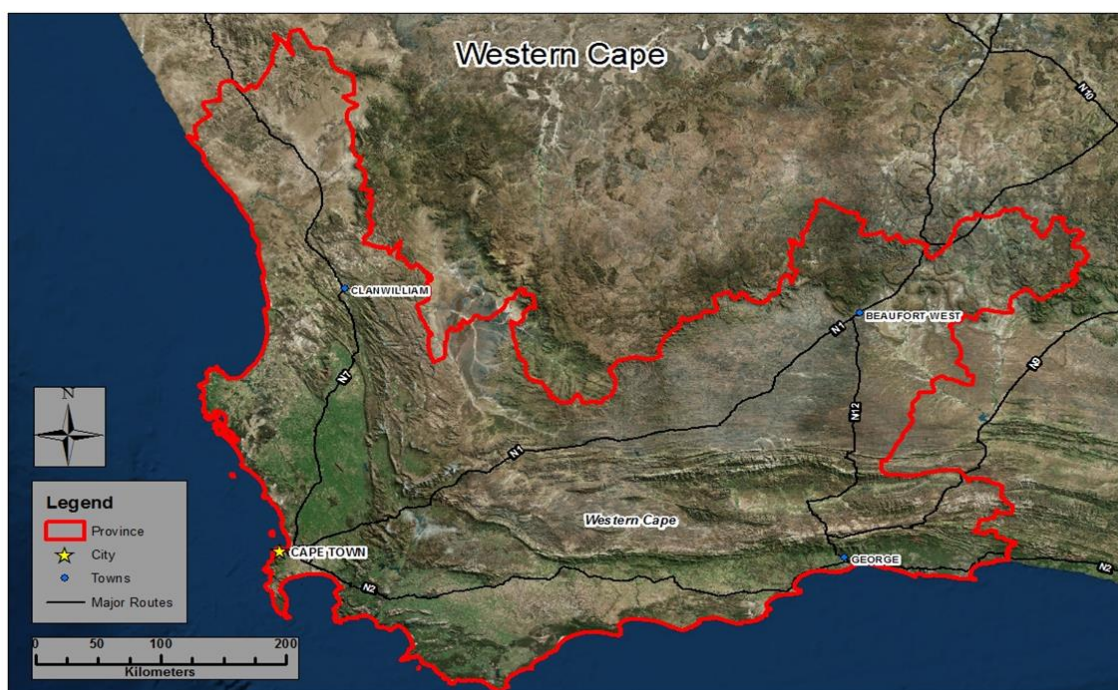 Western Cape
N10
CLANWILLIAM
BEAUFORT WEST
N1
N9
N7
N12
N
N1
Legend
Province
Western Cape
City
CAPE TOWN
GEORGE
N2
Towns
N2
Major Routes
0 50 100 200
Kilometers